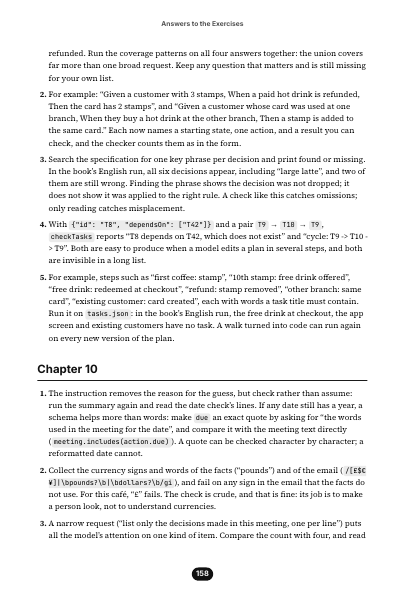 Answers to the Exercises
refunded. Run the coverage patterns on all four answers together: the union covers
far more than one broad request. Keep any question that matters and is still missing
for your own list.
2. For example: “Given a customer with 3 stamps, When a paid hot drink is refunded,
Then the card has 2 stamps”, and “Given a customer whose card was used at one
branch, When they buy a hot drink at the other branch, Then a stamp is added to
the same card.” Each now names a starting state, one action, and a result you can
check, and the checker counts them as in the form.
3. Search the specification for one key phrase per decision and print found or missing.
In the book’s English run, all six decisions appear, including “large latte”, and two of
them are still wrong. Finding the phrase shows the decision was not dropped; it
does not show it was applied to the right rule. A check like this catches omissions;
only reading catches misplacement.
4. With {"id": "T8", "dependsOn": ["T42"]} and a pair T9 → T10 → T9 ,
checkTasks reports “T8 depends on T42, which does not exist” and “cycle: T9 -> T10 -
> T9”. Both are easy to produce when a model edits a plan in several steps, and both
are invisible in a long list.
5. For example, steps such as “first coffee: stamp”, “10th stamp: free drink offered”,
“free drink: redeemed at checkout”, “refund: stamp removed”, “other branch: same
card”, “existing customer: card created”, each with words a task title must contain.
Run it on tasks.json : in the book’s English run, the free drink at checkout, the app
screen and existing customers have no task. A walk turned into code can run again
on every new version of the plan.
Chapter 10
1. The instruction removes the reason for the guess, but check rather than assume:
run the summary again and read the date check’s lines. If any date still has a year, a
schema helps more than words: make due an exact quote by asking for “the words
used in the meeting for the date”, and compare it with the meeting text directly
( meeting.includes(action.due) ). A quote can be checked character by character; a
reformatted date cannot.
2. Collect the currency signs and words of the facts (“pounds”) and of the email ( /[£$€
¥]|\bpounds?\b|\bdollars?\b/gi ), and fail on any sign in the email that the facts do
not use. For this café, “£” fails. The check is crude, and that is fine: its job is to make
a person look, not to understand currencies.
3. A narrow request (“list only the decisions made in this meeting, one per line”) puts
all the model’s attention on one kind of item. Compare the count with four, and read
158